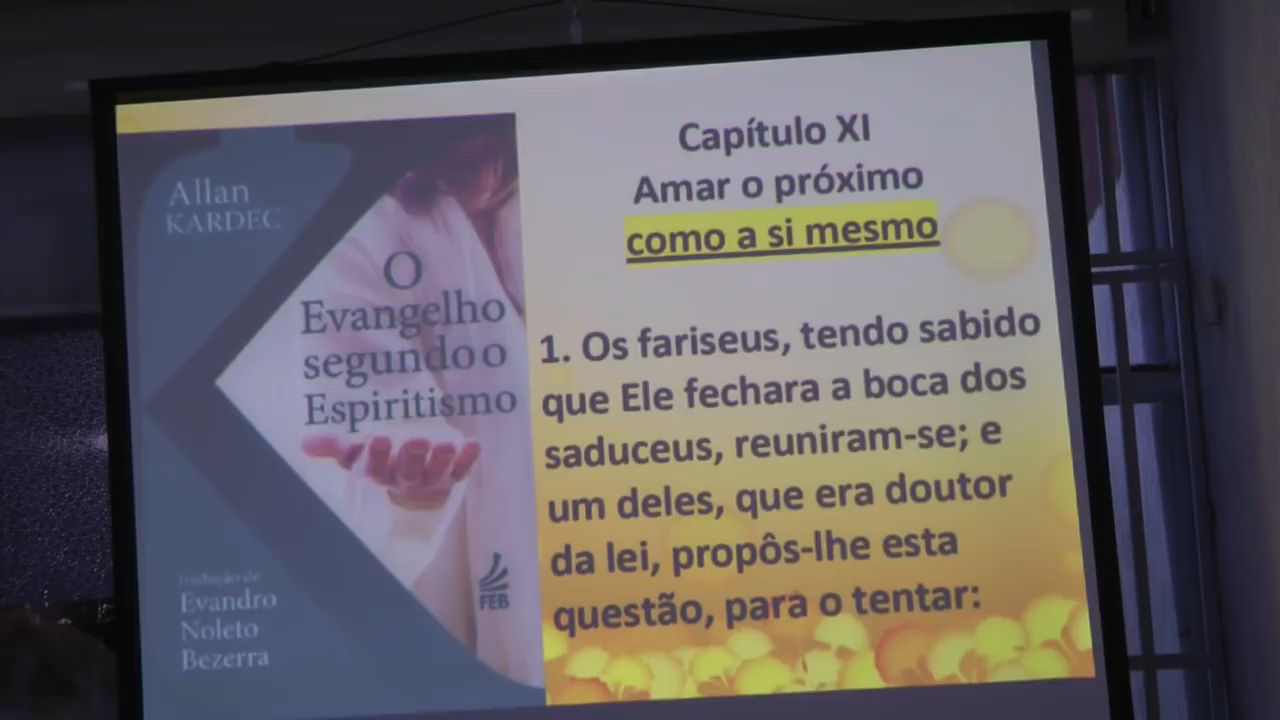 Allan
KARDEC
O
Evangelho
segundo o
Espiritismo
tradução de
Evandro
Noleto
Bezerra
FEB
Capítulo XI
Amar o próximo
como a si mesmo
1. Os fariseus, tendo sabido
que Ele fechara a boca dos
saduceus, reuniram-se; e
um deles, que era doutor
da lei, propôs-lhe esta
questão, para o tentar: